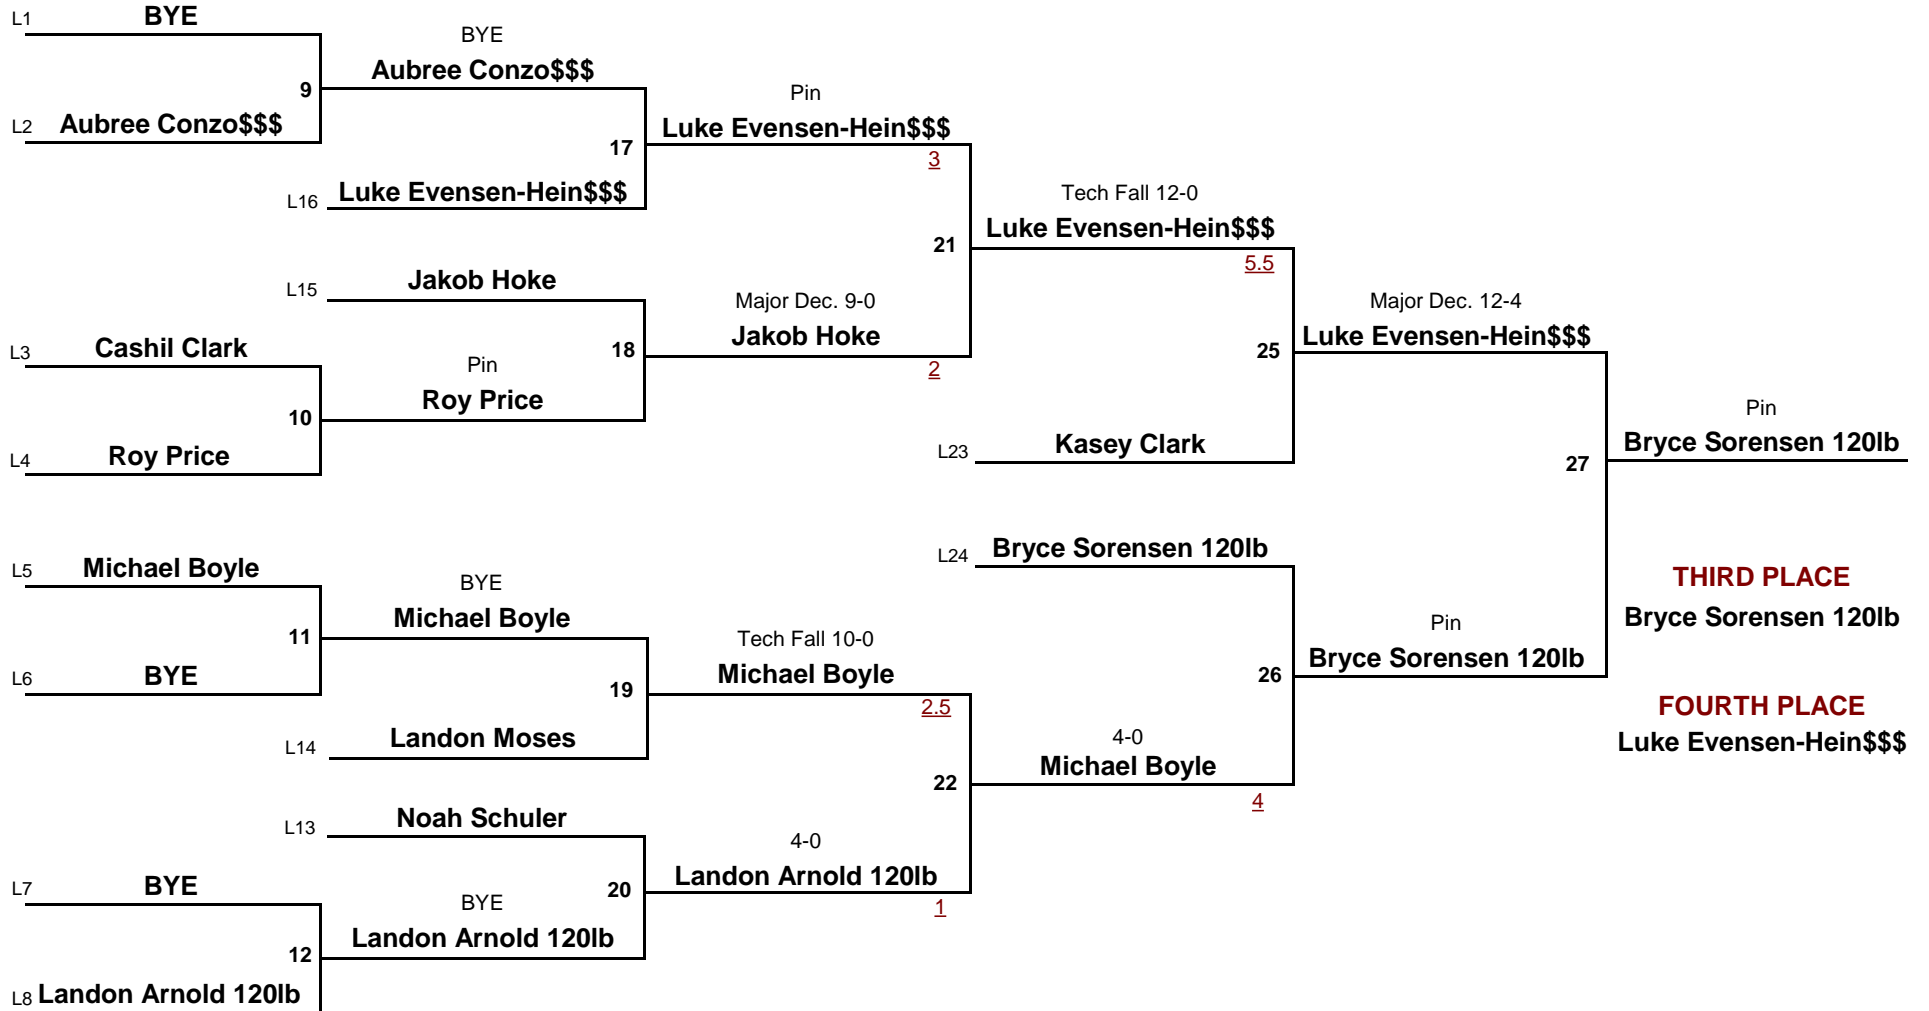 L1 BYE
BYE
Aubree Conzo$$$
9
L2 Aubree Conzo$$$
Pin
Luke Evensen-Hein$$$
3
17
L16 Luke Evensen-Hein$$$
Tech Fall 12-0
Luke Evensen-Hein$$$
5.5
21
L15 Jakob Hoke
Major Dec. 9-0
Jakob Hoke
2
18
L3 Cashil Clark
Pin
Roy Price
10
L4 Roy Price
Major Dec. 12-4
Luke Evensen-Hein$$$
25
L23 Kasey Clark
Pin
Bryce Sorensen 120lb
27
L5 Michael Boyle
BYE
Michael Boyle
11
L6 BYE
Tech Fall 10-0
Michael Boyle
2.5
19
L14 Landon Moses
L24 Bryce Sorensen 120lb
Pin
Bryce Sorensen 120lb
26
4-0
Michael Boyle
4
22
L13 Noah Schuler
4-0
Landon Arnold 120lb
1
20
L7 BYE
BYE
Landon Arnold 120lb
12
L8 Landon Arnold 120lb
THIRD PLACE
Bryce Sorensen 120lb
FOURTH PLACE
Luke Evensen-Hein$$$